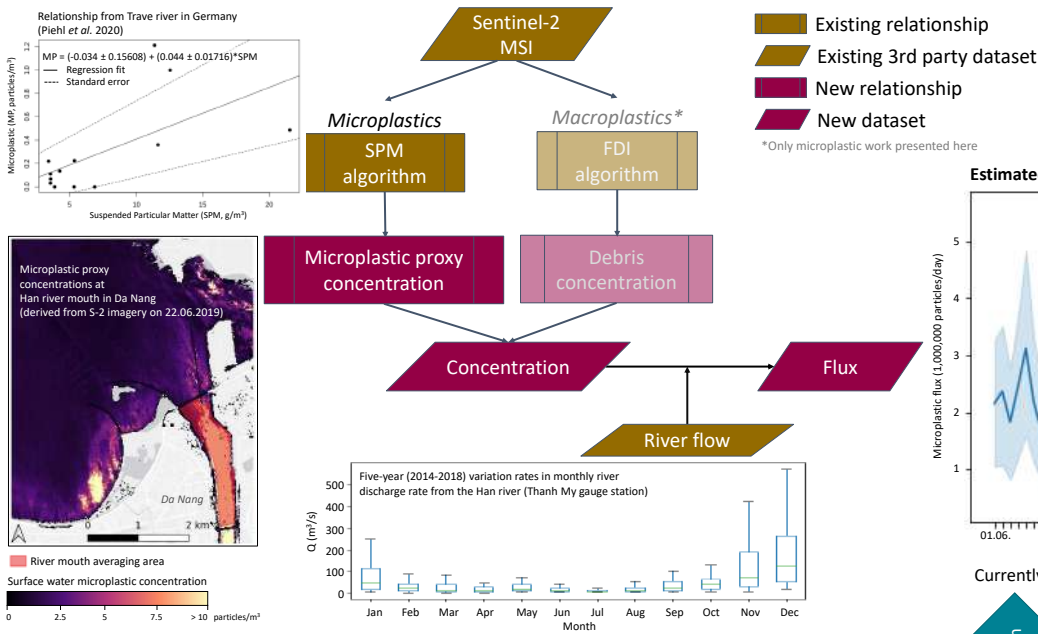 Relationship from Trave river in Germany
(Piehl et al. 2020)
MP = (-0.034 ± 0.15608) + (0.044 ± 0.01716)*SPM
Regression fit
Standard error
Microplastic (MP, particles/m³)
0.0
0.2
0.4
0.6
0.8
1.0
1.2
5
10
15
20
Suspended Particular Matter (SPM, g/m³)
Sentinel-2
MSI
Microplastics
Macroplastics*
SPM
algorithm
FDI
algorithm
Microplastic proxy
concentration
Debris
concentration
Concentration
Flux
River flow
Existing relationship
Existing 3rd party dataset
New relationship
New dataset
*Only microplastic work presented here
Microplastic proxy
concentrations at
Han river mouth in Da Nang
(derived from S-2 imagery on 22.06.2019)
Da Nang
0
1
2 km
River mouth averaging area
Surface water microplastic concentration
0
2.5
5
7.5
> 10
particles/m³
Five-year (2014-2018) variation rates in monthly river
discharge rate from the Han river (Thanh My gauge station)
Q (m³/s)
500
400
300
200
100
0
Jan
Feb
Mar
Apr
May
Jun
Jul
Aug
Sep
Oct
Nov
Dec
Month
Estimate
Microplastic flux (1,000,000 particles/day)
5
4
3
2
1
01.06.
Currently